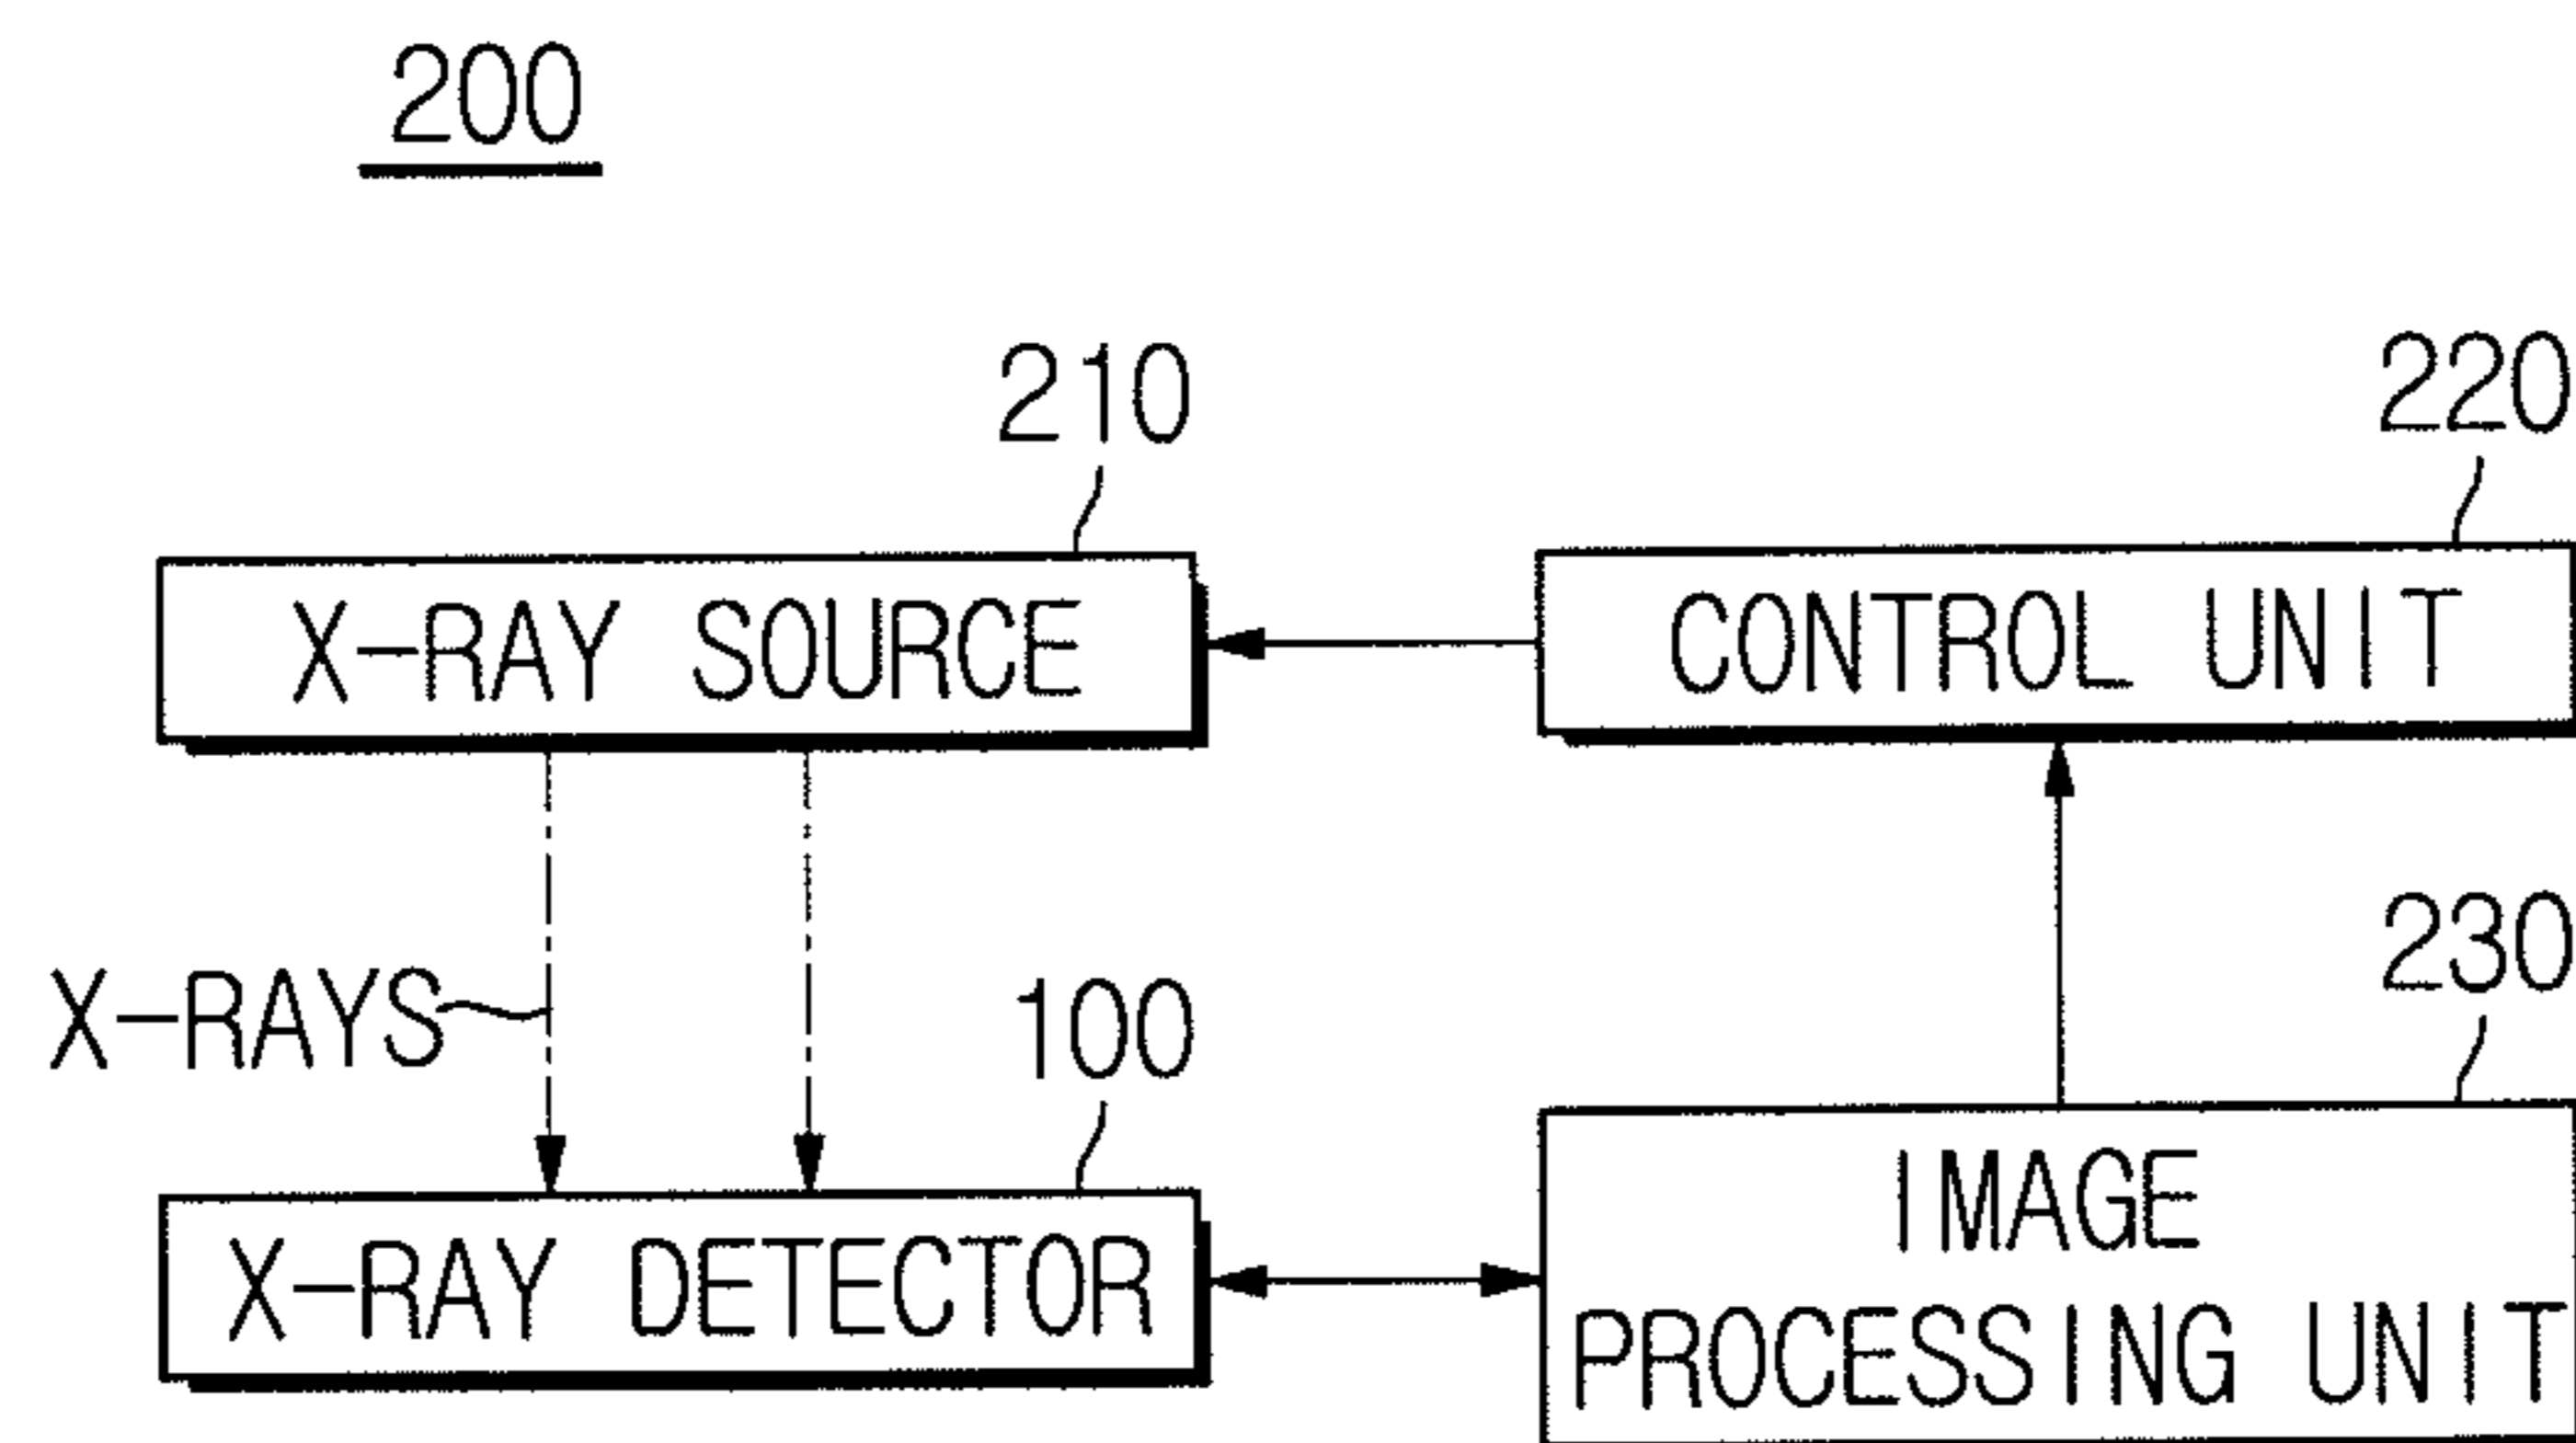 200
210
220
X-RAY SOURCE
CONTROL UNIT
X-RAYS
100
230
X-RAY DETECTOR
IMAGE
PROCESSING UNIT